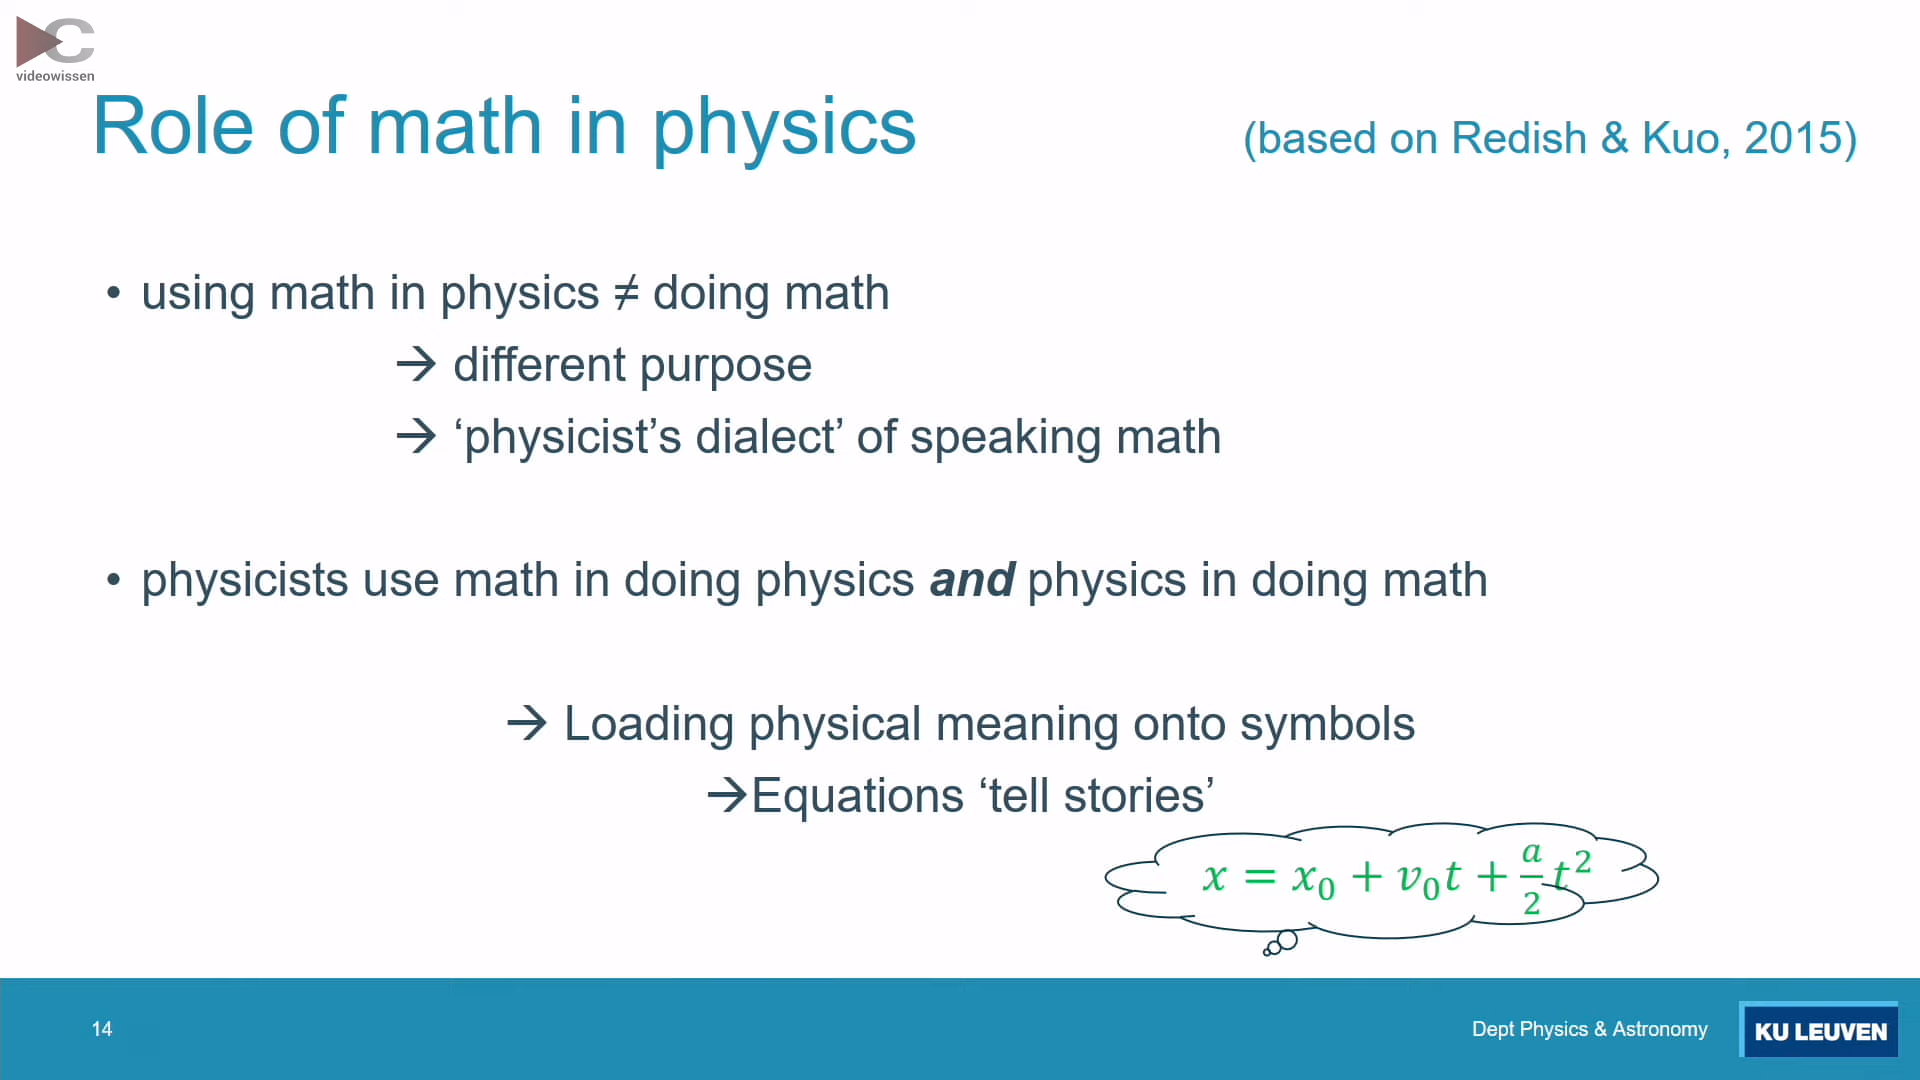 videowissen
Role of math in physics
(based on Redish & Kuo, 2015)
• using math in physics ≠ doing math
→ different purpose
→ ‘physicist’s dialect’ of speaking math
• physicists use math in doing physics and physics in doing math
→ Loading physical meaning onto symbols
→Equations ‘tell stories’
x = x₀ + v₀t + a/2 t²
14
Dept Physics & Astronomy
KU LEUVEN